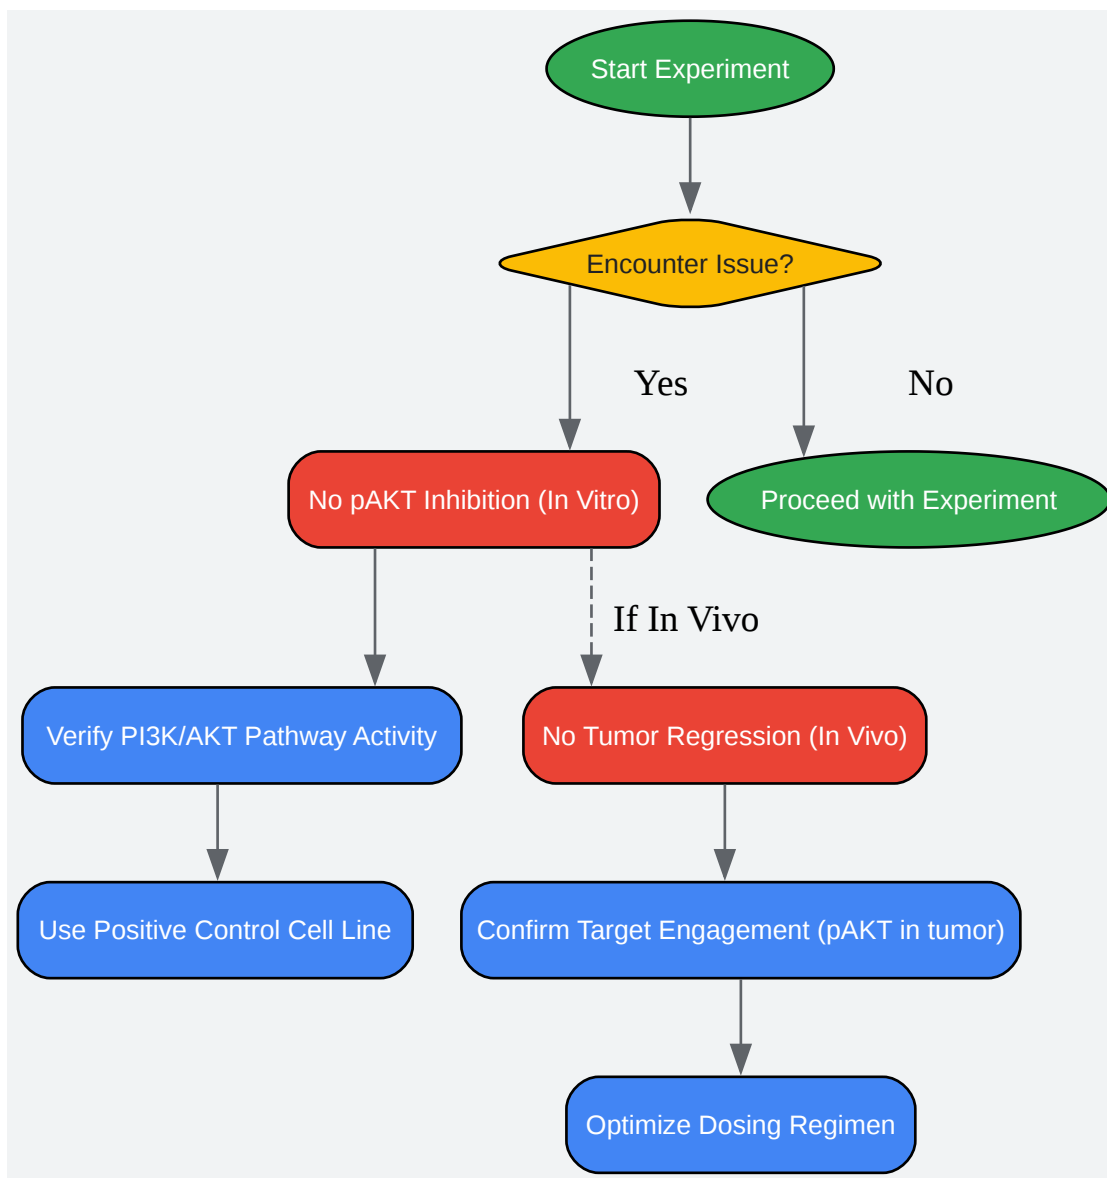 Start Experiment
Encounter Issue?
Yes
No
No pAKT Inhibition (In Vitro)
Proceed with Experiment
If In Vivo
Verify PI3K/AKT Pathway Activity
No Tumor Regression (In Vivo)
Use Positive Control Cell Line
Confirm Target Engagement (pAKT in tumor)
Optimize Dosing Regimen